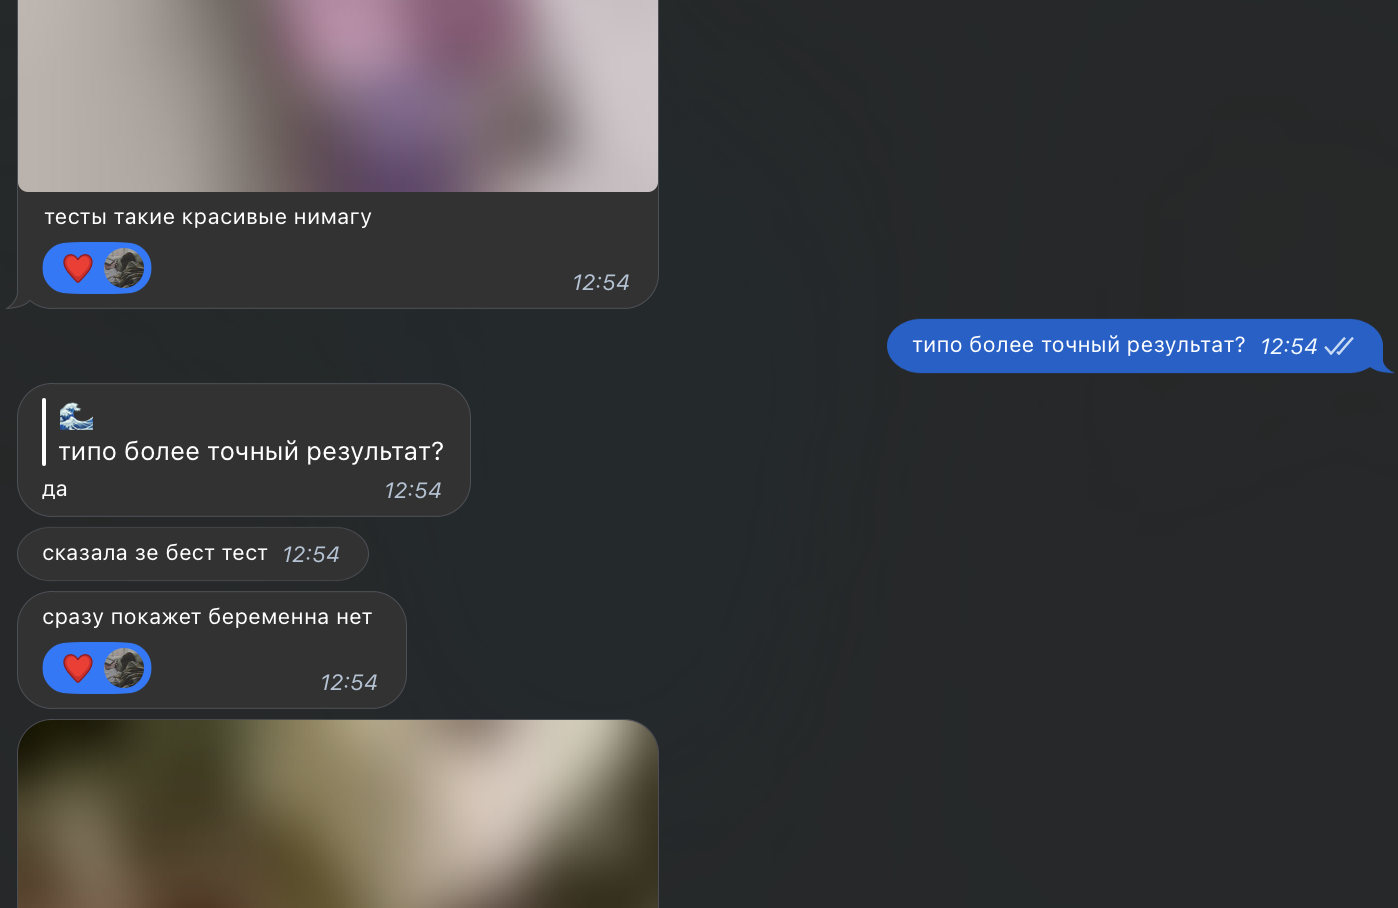 тесты такие красивые нимагу
12:54
типо более точный результат? 12:54
типо более точный результат?
да 12:54
сказала зе бест тест 12:54
сразу покажет беременна нет
12:54